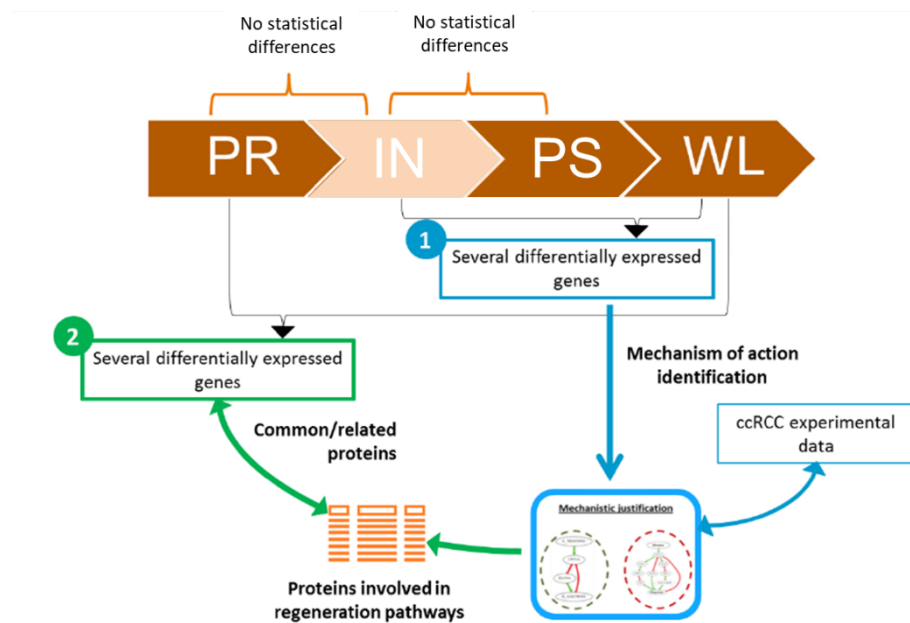 No statistical
differences
No statistical
differences
PR
IN
PS
WL
1
Several differentially expressed
genes
2
Several differentially expressed
genes
Mechanism of action
identification
Common/related
proteins
ccRCC experimental
data
Mechanistic justification
Proteins involved in
regeneration pathways